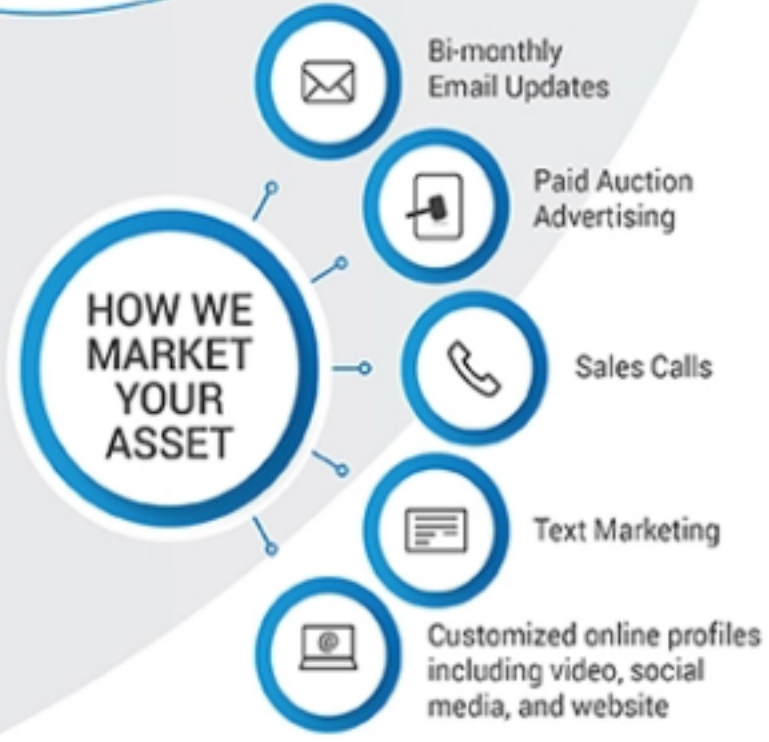 HOW WE
MARKET
YOUR
ASSET
Bi-monthly
Email Updates
Paid Auction
Advertising
Sales Calls
Text Marketing
@
Customized online profiles
including video, social
media, and website